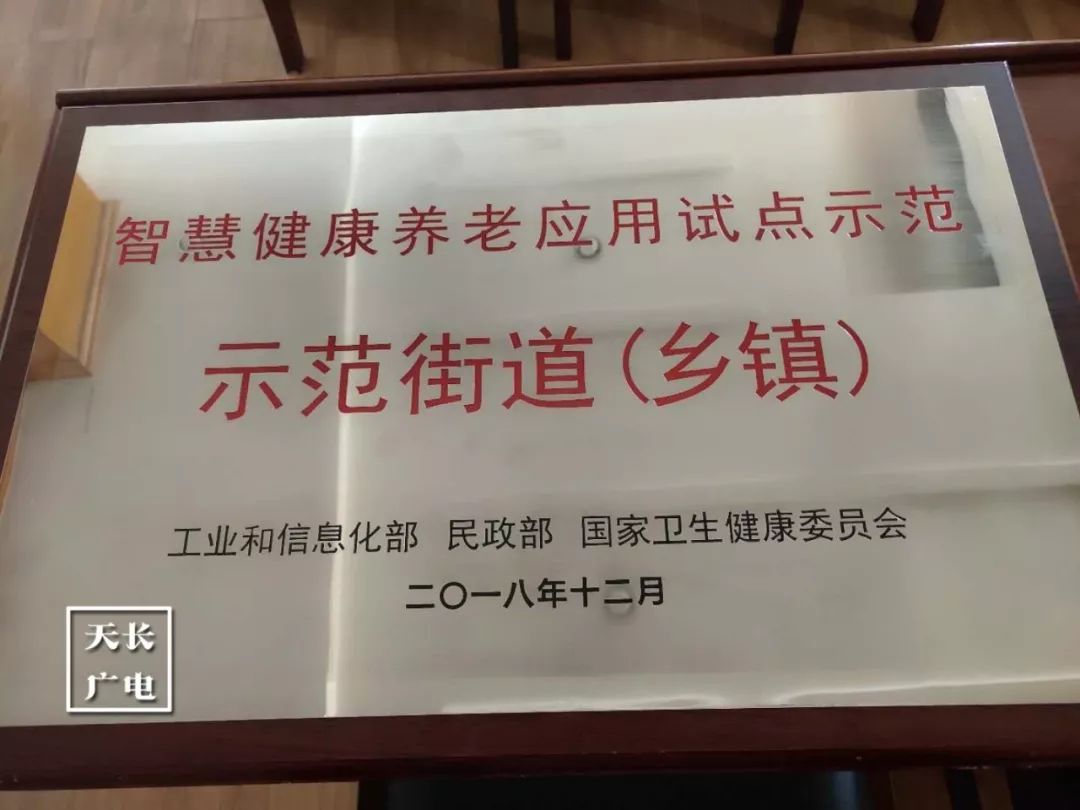 智慧健康养老应用试点示范
示范街道(乡镇)
工业和信息化部 民政部 国家卫生健康委员会
二〇一八年十二月
天长
广电